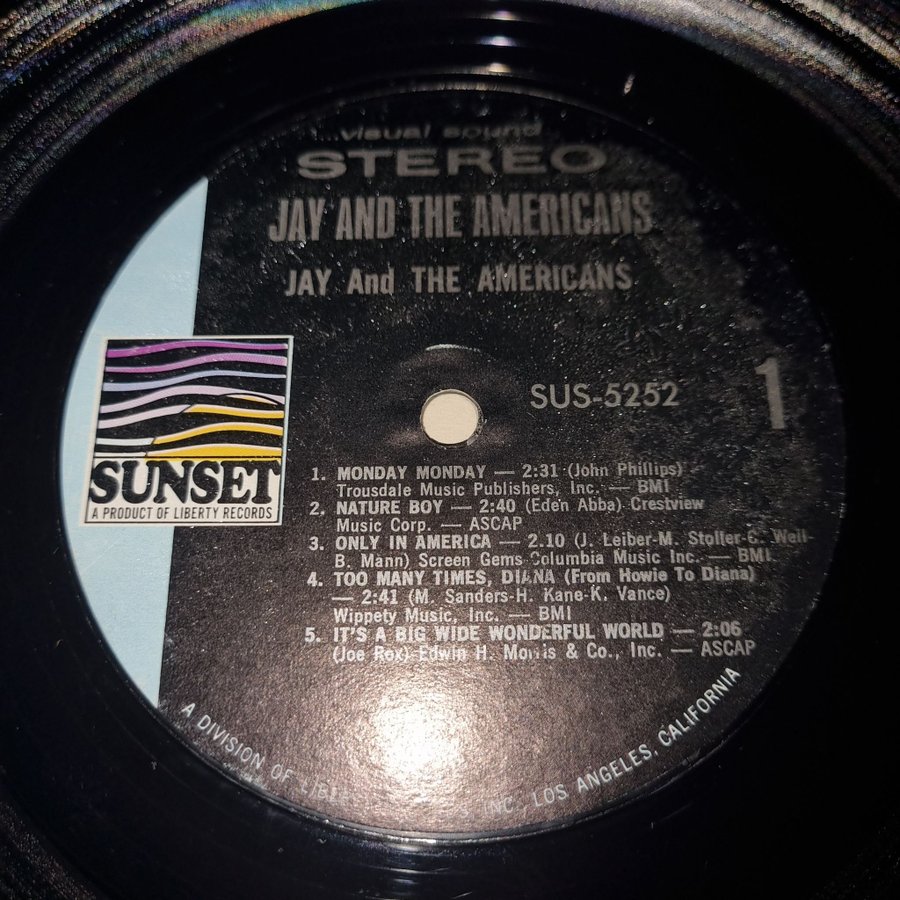 ...visual sound
STEREO
JAY AND THE AMERICANS
JAY And THE AMERICANS
SUS-5252
1
SUNSET
A PRODUCT OF LIBERTY RECORDS
1. MONDAY MONDAY — 2:31 (John Phillips)
Trousdale Music Publishers, Inc. — BMI
2. NATURE BOY — 2:40 (Eden Abba) Crestview
Music Corp. — ASCAP
3. ONLY IN AMERICA — 2.10 (J. Leiber-M. Stoller-C. Weil-
B. Mann) Screen Gems-Columbia Music Inc. — BMI
4. TOO MANY TIMES, DIANA (From Howie To Diana)
— 2:41 (M. Sanders-H. Kane-K. Vance)
Wippety Music, Inc. — BMI
5. IT'S A BIG WIDE WONDERFUL WORLD — 2:06
(Joe Rox) Edwin H. Morris & Co., Inc. — ASCAP
A DIVISION OF INC., LOS ANGELES, CALIFORNIA